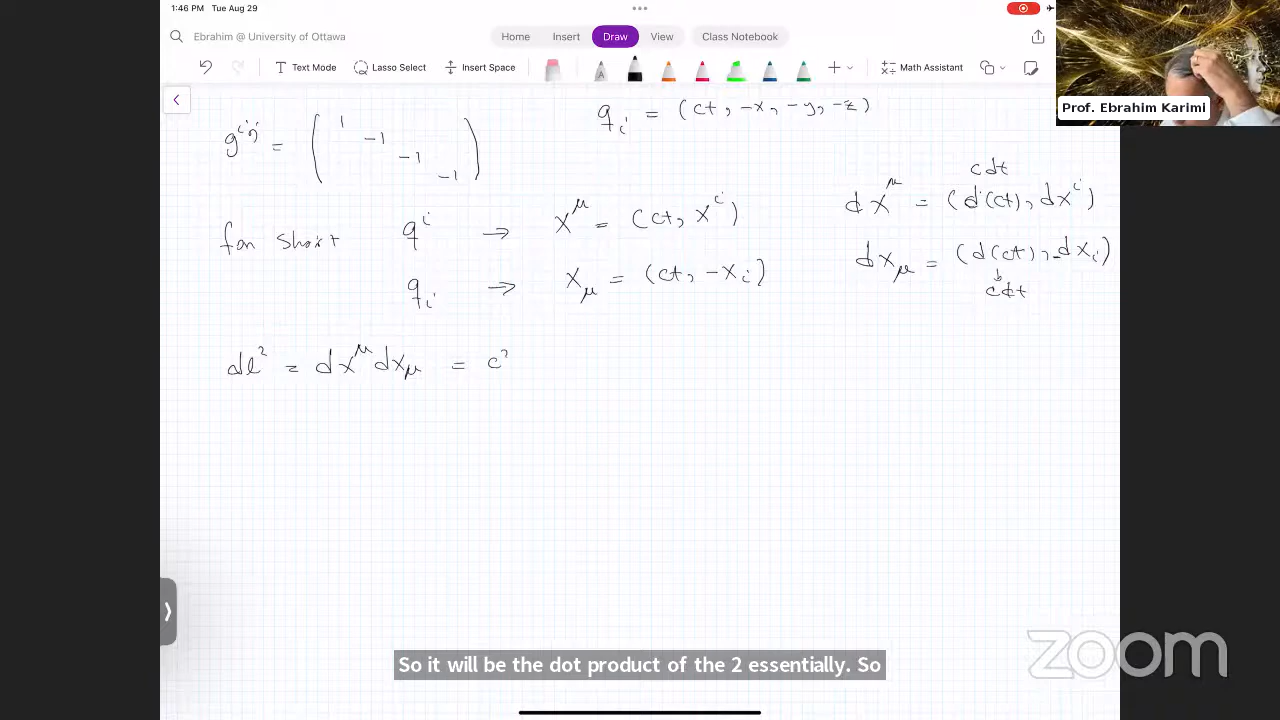 1:46 PM Tue Aug 29
Ebrahim @ University of Ottawa
Home Insert Draw View Class Notebook
Text Mode Lasso Select Insert Space Math Assistant
Prof. Ebrahim Karimi
q_i = (ct, -x, -y, -z)
g^{ij} = ( 1 -1 -1 -1 )
cdt
dx^μ = (d(ct), dx^i)
for short q^i → x^μ = (ct, x^i)
dx_μ = (d(ct), -dx_i)
cdt
q_i → x_μ = (ct, -x_i)
dl² = dx^μ dx_μ = c²
So it will be the dot product of the 2 essentially. So
zoom